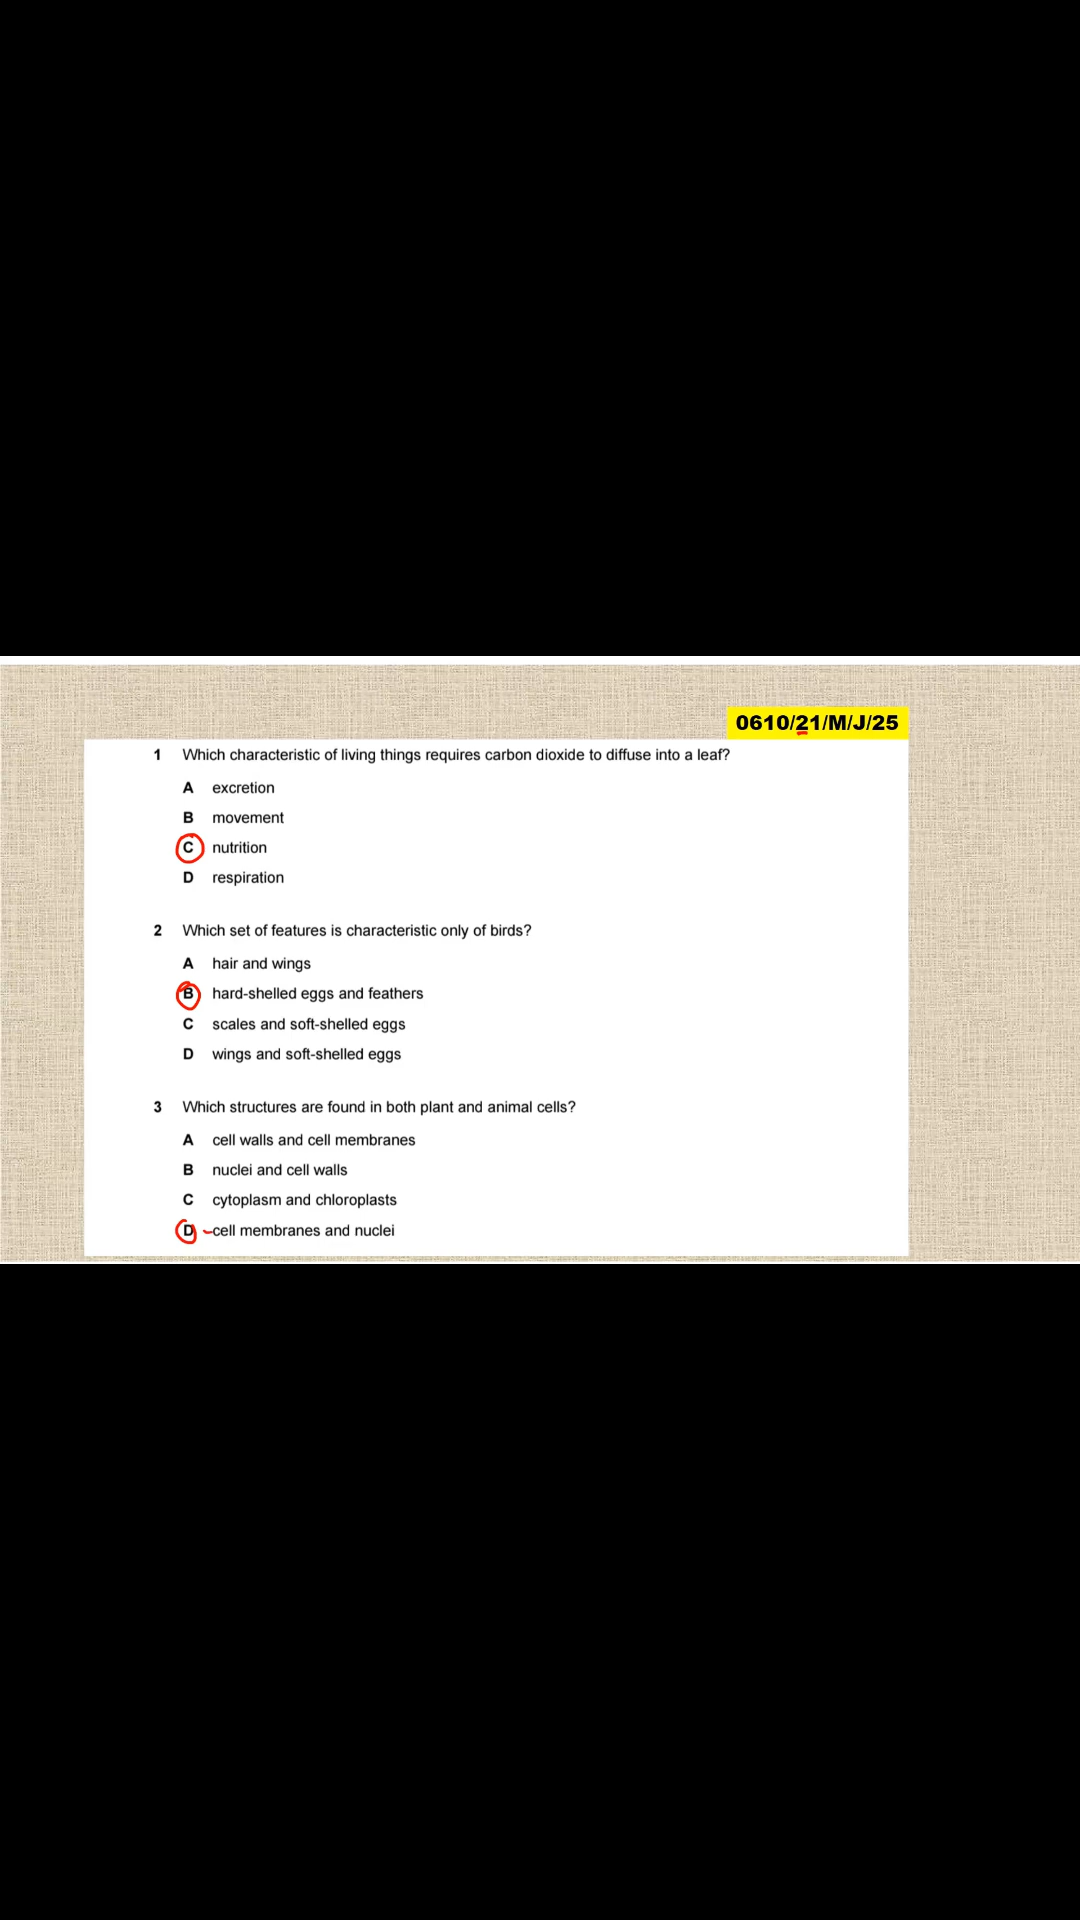 0610/21/M/J/25
1 Which characteristic of living things requires carbon dioxide to diffuse into a leaf?
A excretion
B movement
C nutrition
D respiration
2 Which set of features is characteristic only of birds?
A hair and wings
B hard-shelled eggs and feathers
C scales and soft-shelled eggs
D wings and soft-shelled eggs
3 Which structures are found in both plant and animal cells?
A cell walls and cell membranes
B nuclei and cell walls
C cytoplasm and chloroplasts
D cell membranes and nuclei